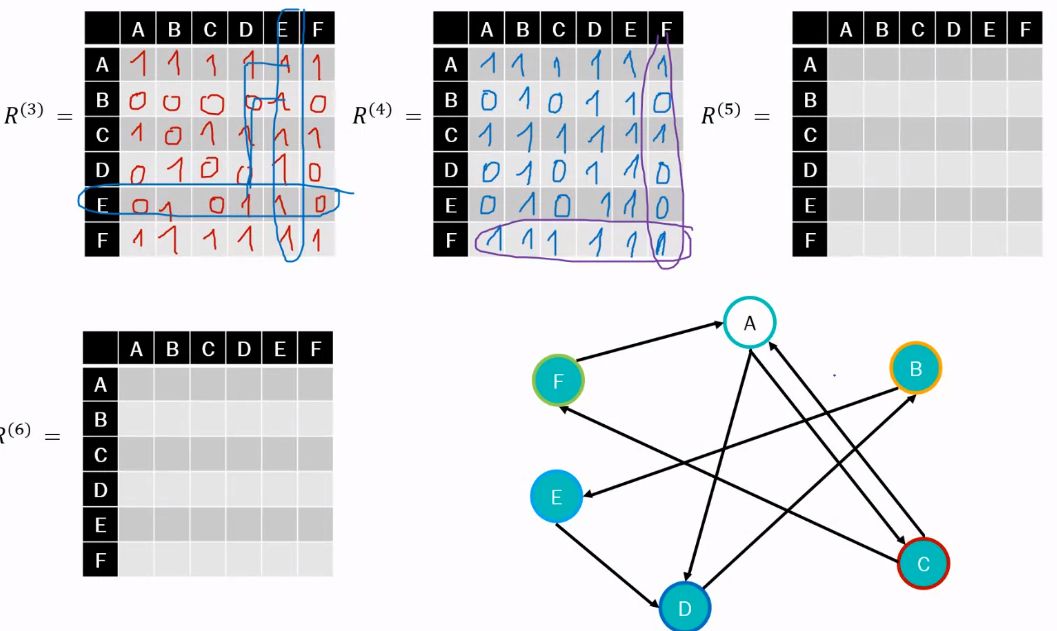 A B C D E F
R(3) =
A 1 1 1 1 1 1
B 0 0 0 0 1 0
C 1 0 1 1 1 1
D 0 1 0 0 1 0
E 0 1 0 1 1 0
F 1 1 1 1 1 1
A B C D E F
R(4) =
A 1 1 1 1 1 1
B 0 1 0 1 1 0
C 1 1 1 1 1 1
D 0 1 0 1 1 0
E 0 1 0 1 1 0
F 1 1 1 1 1 1
A B C D E F
R(5) =
A
B
C
D
E
F
A B C D E F
R(6) =
A
B
C
D
E
F
A
B
F
E
C
D